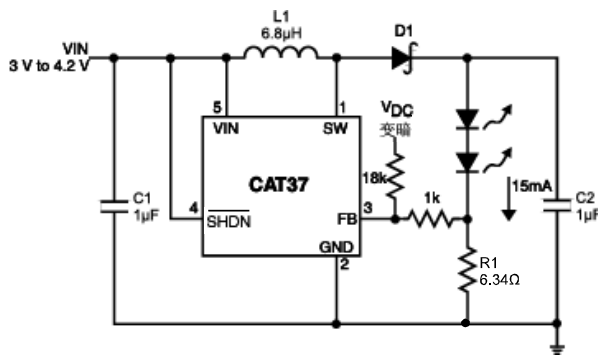 L1
6.8μH
D1
VIN
3 V to 4.2 V
5
1
VIN
SW
VDC
变暗
CAT37
18k
1k
15mA
C1
1μF
4
SHDN
FB
3
C2
1μF
GND
2
R1
6.34Ω